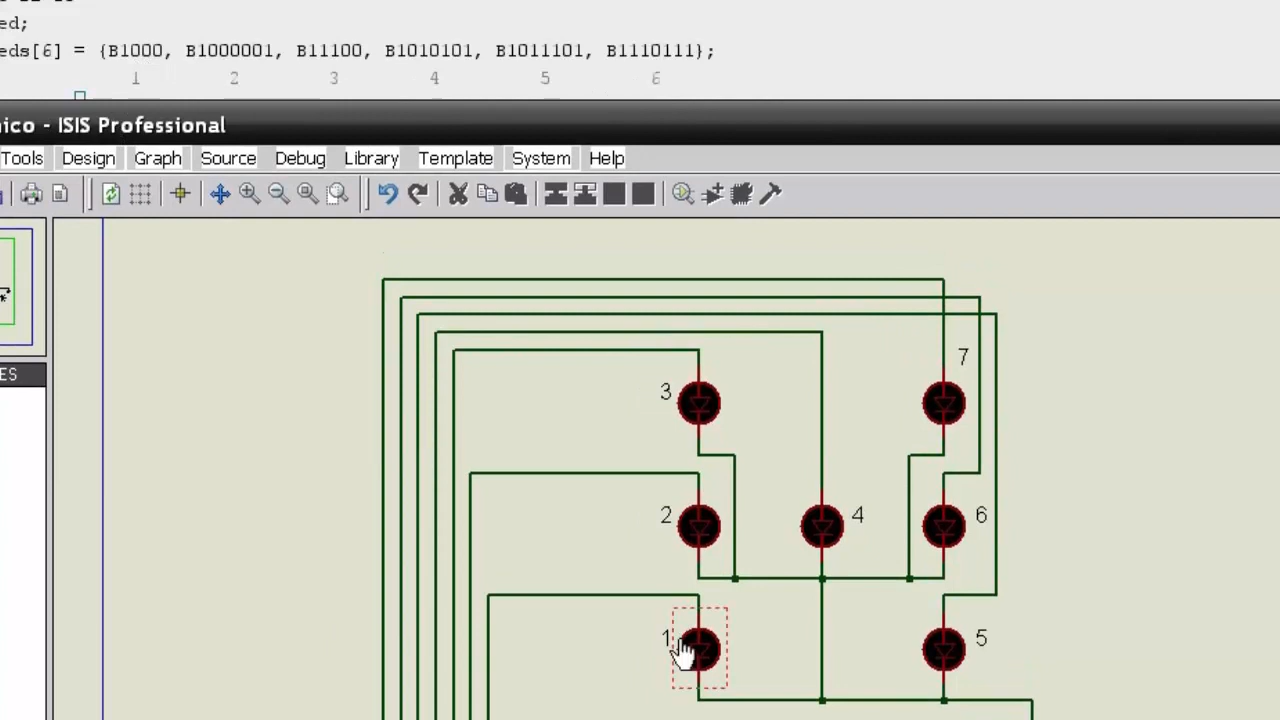 ed;
eds[6] = {B1000, B1000001, B11100, B1010101, B1011101, B1110111};
1 2 3 4 5 6
ico - ISIS Professional
Tools Design Graph Source Debug Library Template System Help
ES
7
3
2
4
6
1
5